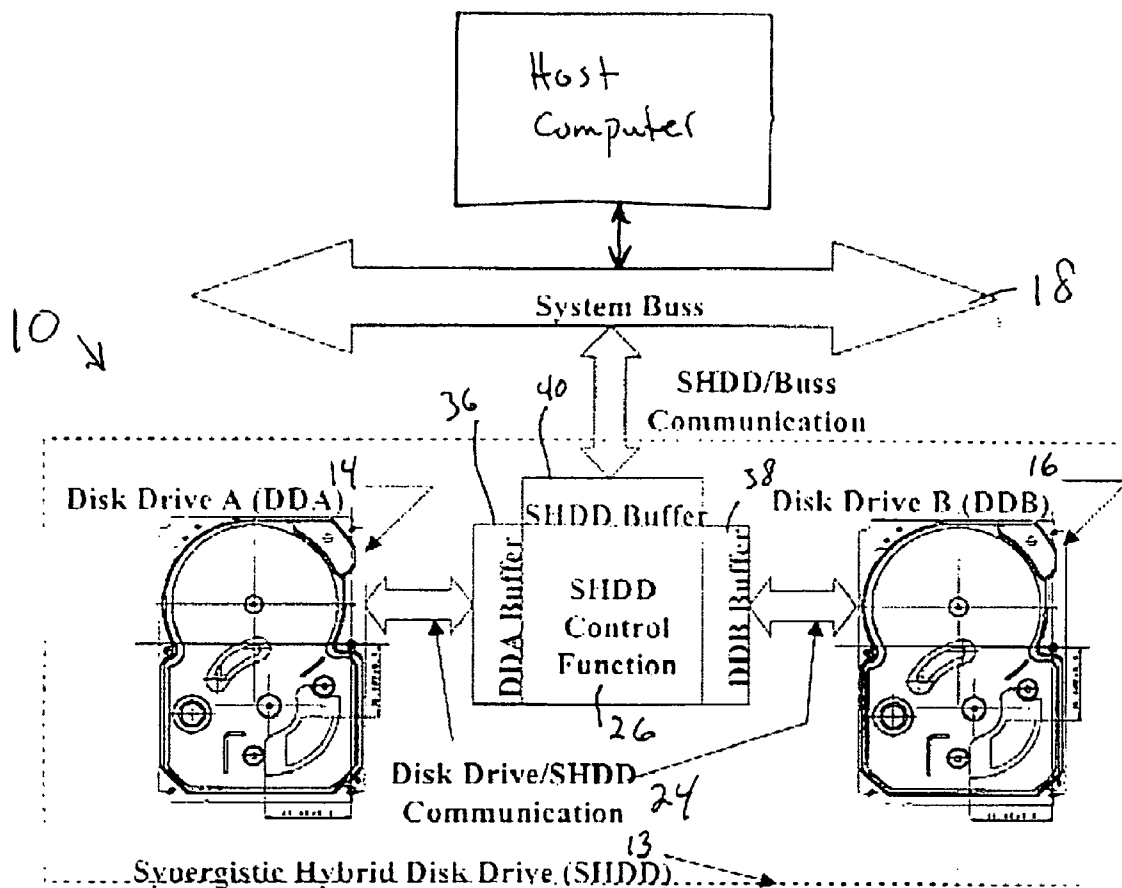 Host
Computer
18
System Buss
10
SHDD/Buss
Communication
36
40
14
Disk Drive A (DDA)
38
16
Disk Drive B (DDB)
SHDD Buffer
DDA Buffer
SHDD
Control
Function
DDB Buffer
26
Disk Drive/SHDD
Communication
24
13
Synergistic Hybrid Disk Drive (SHDD)